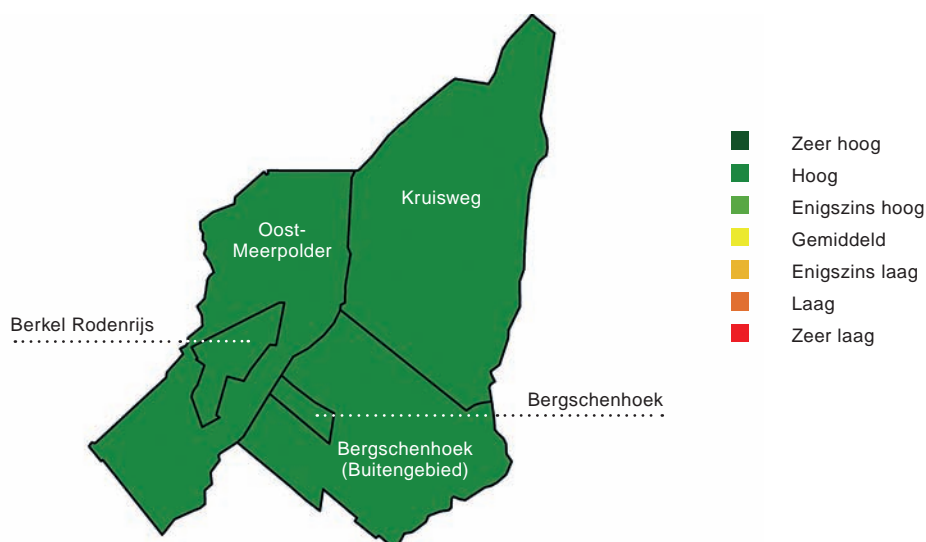 Kruisweg
Oost-
Meerpolder
Berkel Rodenrijs
Bergschenhoek
Bergschenhoek
(Buitengebied)
Zeer hoog
Hoog
Enigszins hoog
Gemiddeld
Enigszins laag
Laag
Zeer laag